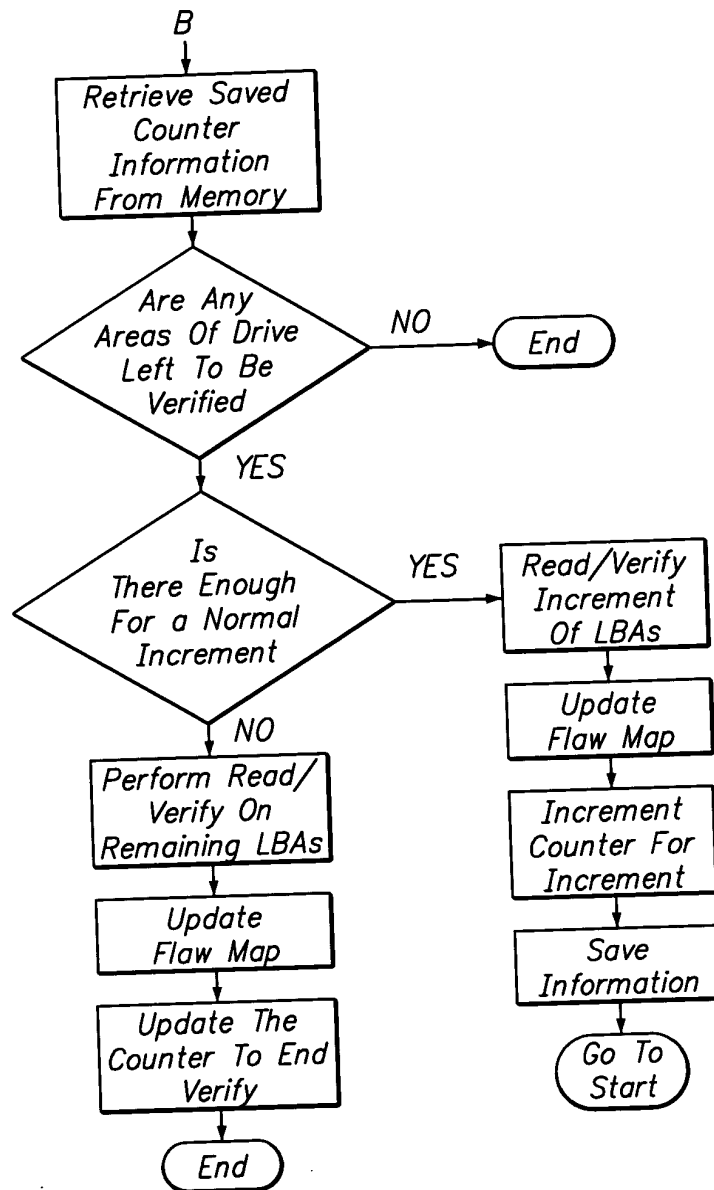 B
Retrieve Saved
Counter
Information
From Memory
Are Any
Areas Of Drive
Left To Be
Verified
NO
End
YES
Is
There Enough
For a Normal
Increment
YES
Read/Verify
Increment
Of LBAs
Update
Flaw Map
Increment
Counter For
Increment
Save
Information
Go To
Start
NO
Perform Read/
Verify On
Remaining LBAs
Update
Flaw Map
Update The
Counter To End
Verify
End